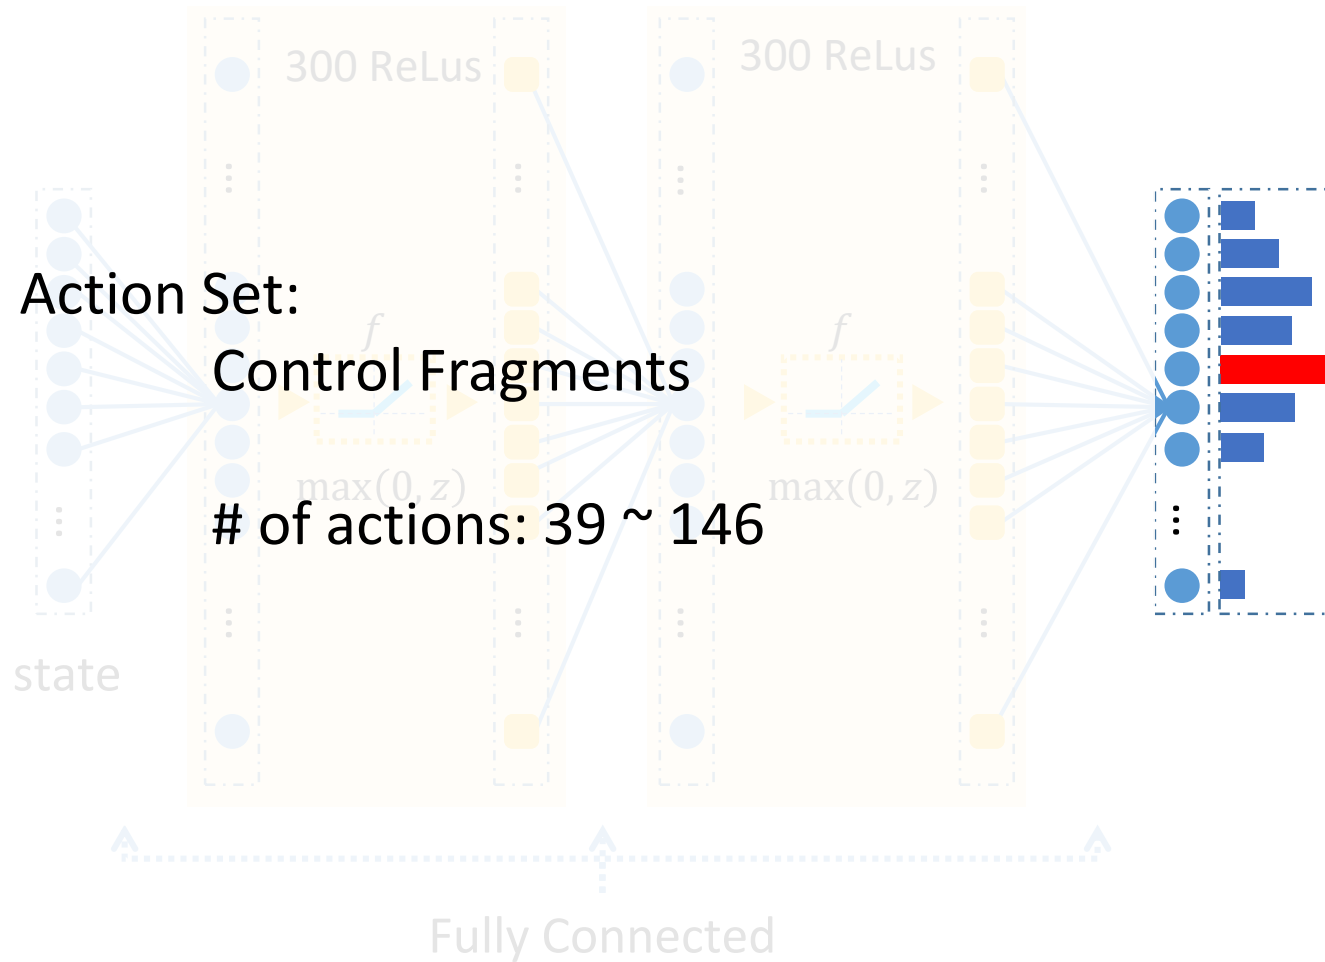 300 ReLus
300 ReLus
Action Set:
f
f
Control Fragments
max(0, z)
max(0, z)
# of actions: 39 ~ 146
state
Fully Connected